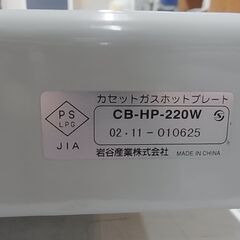 カセットガスホットプレート
PS
LPG
JIA
CB-HP-220W
02・11-010625
岩谷産業株式会社
MADE IN CHINA